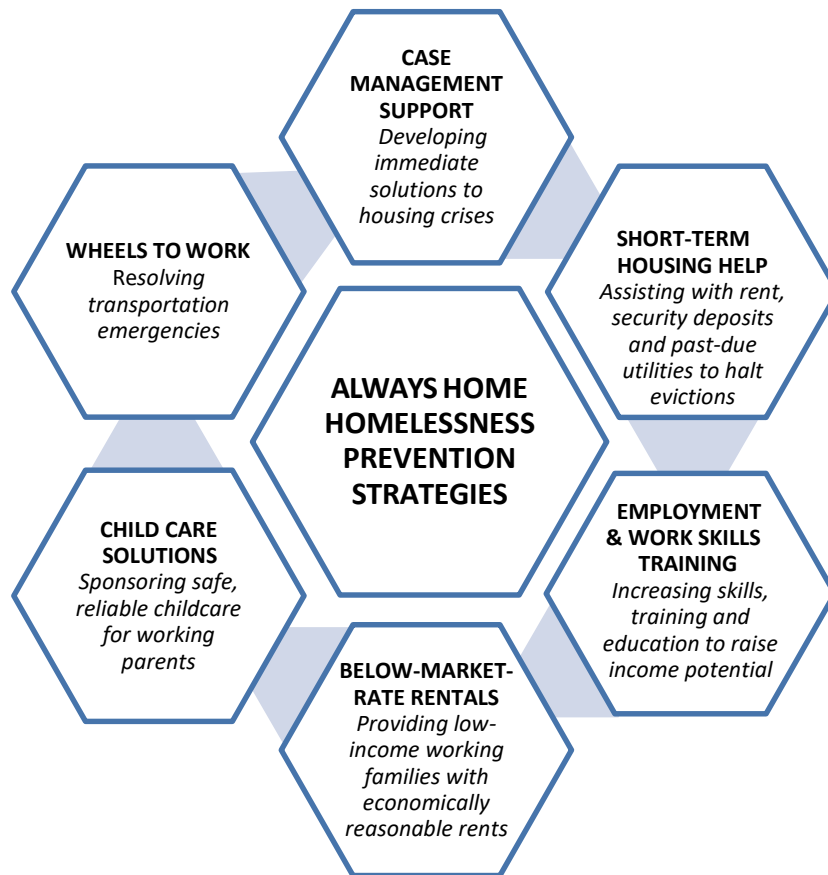 CASE
MANAGEMENT
SUPPORT
Developing
immediate
solutions to
housing crises
SHORT-TERM
HOUSING HELP
Assisting with rent,
security deposits
and past-due
utilities to halt
evictions
EMPLOYMENT
& WORK SKILLS
TRAINING
Increasing skills,
training and
education to raise
income potential
BELOW-MARKET-
RATE RENTALS
Providing low-
income working
families with
economically
reasonable rents
CHILD CARE
SOLUTIONS
Sponsoring safe,
reliable childcare
for working
parents
WHEELS TO WORK
Resolving
transportation
emergencies
ALWAYS HOME
HOMELESSNESS
PREVENTION
STRATEGIES